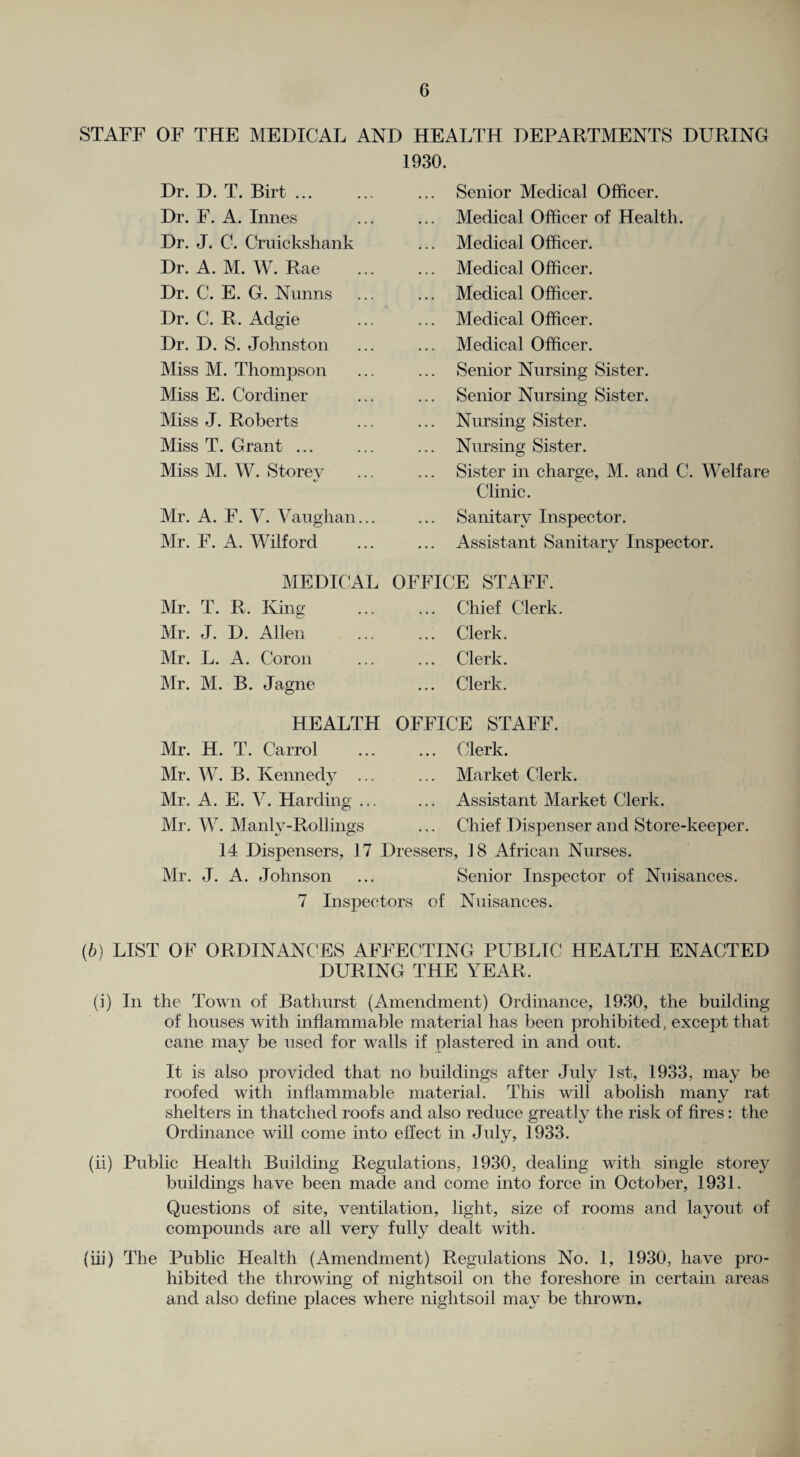 6
STAFF OF THE MEDICAL AND HEALTH DEPARTMENTS DURING
1930.
Dr. D. T. Birt ... ... ... Senior Medical Officer.
Dr. F. A. Innes ... ... Medical Officer of Health.
Dr. J. C. Cruickshank ... Medical Officer.
Dr. A. M. W. Rae ... ... Medical Officer.
Dr. C. E. G. Nunns ... ... Medical Officer.
Dr. C. R. Adgie ... ... Medical Officer.
Dr. D. S. Johnston ... ... Medical Officer.
Miss M. Thompson ... ... Senior Nursing Sister.
Miss E. Cordiner ... ... Senior Nursing Sister.
Miss J. Roberts ... ... Nursing Sister.
Miss T. Grant ... ... ... Nursing Sister.
Miss M. W. Storey ... ... Sister in charge, M. and C. Welfare
Clinic.
Mr. A. F. V. Vaughan... ... Sanitary Inspector.
Mr. F. A. Wilford ... ... Assistant Sanitary Inspector.
MEDICAL OFFICE STAFF.
Mr. T. R. King ... ... Chief Clerk.
Mr. J. D. Allen ... ... Clerk.
Mr. L. A. Coron ... ... Clerk.
Mr. M. B. Jagne ... Clerk.
HEALTH OFFICE STAFF.
Mr. H. T. Carrol ... ... Clerk.
Mr. W. B. Kennedy ... ... Market Clerk.
Mr. A. E. V. Harding ... ... Assistant Market Clerk.
Mr. W. Manly-Rollings ... Chief Dispenser and Store-keeper.
14 Dispensers, 17 Dressers, 18 African Nurses.
Mr. J. A. Johnson ... Senior Inspector of Nuisances.
7 Inspectors of Nuisances.
(b) LIST OF ORDINANCES AFFECTING PUBLIC HEALTH ENACTED
DURING THE YEAR.
(i) In the Town of Bathurst (Amendment) Ordinance, 1930, the building
of houses with inflammable material has been prohibited, except that
cane may be used for walls if plastered in and out.
It is also provided that no buildings after July 1st, 1933, may be
roofed with inflammable material. This will abolish many rat
shelters in thatched roofs and also reduce greatly the risk of fires: the
Ordinance will come into effect in July, 1933.
(ii) Public Health Building Regulations, 1930, dealing with single storey
buildings have been made and come into force in October, 1931.
Questions of site, ventilation, light, size of rooms and layout of
compounds are all very fully dealt with.
(iii) The Public Health (Amendment) Regulations No. 1, 1930, have pro-
hibited the throwing of nightsoil on the foreshore in certain areas
and also define places where nightsoil may be thrown.